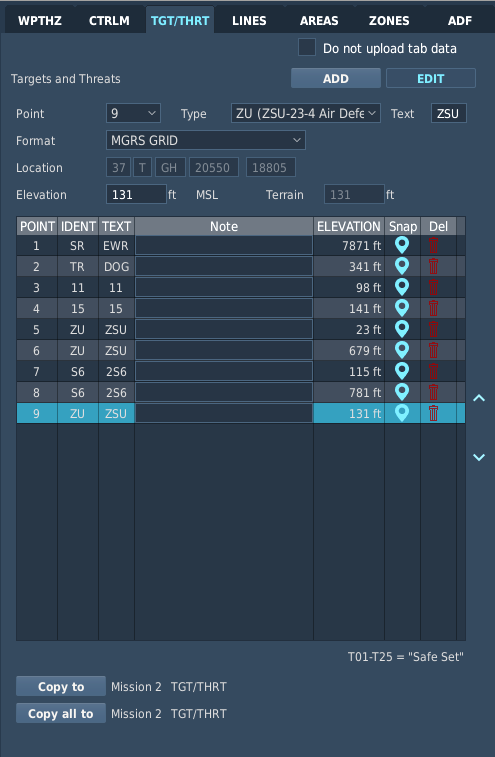 WPTHZ CTRLM TGT/THRT LINES AREAS ZONES ADF
Do not upload tab data
Targets and Threats ADD EDIT
Point 9 Type ZU (ZSU-23-4 Air Defe Text ZSU
Format MGRS GRID
Location 37 T GH 20550 18805
Elevation 131 ft MSL Terrain 131 ft
POINT IDENT TEXT Note ELEVATION Snap Del
1 SR EWR 7871 ft
2 TR DOG 341 ft
3 11 11 98 ft
4 15 15 141 ft
5 ZU ZSU 23 ft
6 ZU ZSU 679 ft
7 S6 2S6 115 ft
8 S6 2S6 781 ft
9 ZU ZSU 131 ft
T01-T25 = "Safe Set"
Copy to Mission 2 TGT/THRT
Copy all to Mission 2 TGT/THRT